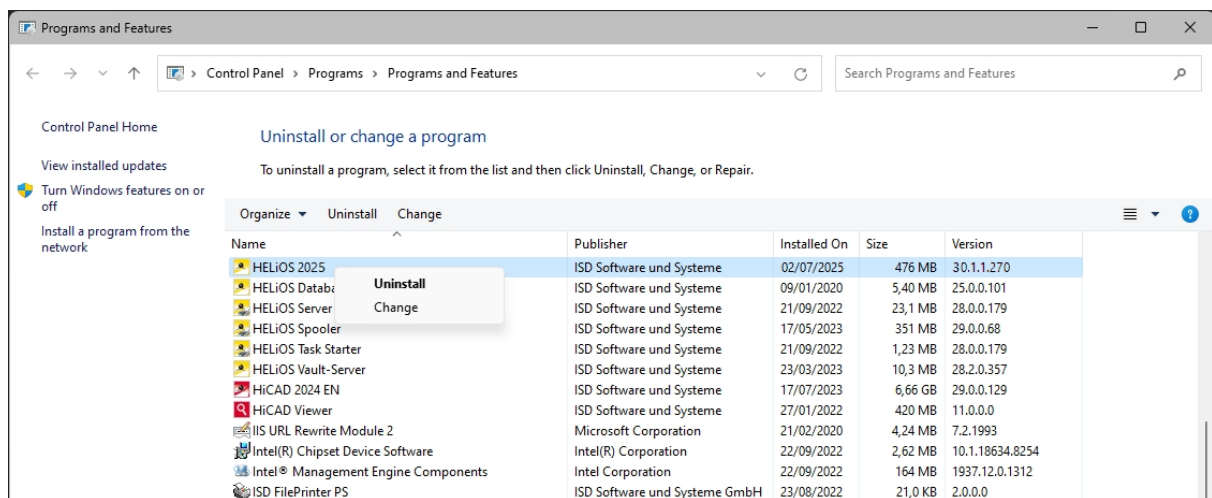 Programs and Features
Control Panel > Programs > Programs and Features
Search Programs and Features
Control Panel Home
View installed updates
Turn Windows features on or
off
Install a program from the
network
Uninstall or change a program
To uninstall a program, select it from the list and then click Uninstall, Change, or Repair.
Organize Uninstall Change
Name Publisher Installed On Size Version
HELiOS 2025 ISD Software und Systeme 02/07/2025 476 MB 30.1.1.270
HELiOS Databa ISD Software und Systeme 09/01/2020 5,40 MB 25.0.0.101
HELiOS Server ISD Software und Systeme 21/09/2022 23,1 MB 28.0.0.179
HELiOS Spooler ISD Software und Systeme 17/05/2023 351 MB 29.0.0.68
HELiOS Task Starter ISD Software und Systeme 21/09/2022 1,23 MB 28.0.0.179
HELiOS Vault-Server ISD Software und Systeme 23/03/2023 10,3 MB 28.2.0.357
HiCAD 2024 EN ISD Software und Systeme 17/07/2023 6,66 GB 29.0.0.129
HiCAD Viewer ISD Software und Systeme 27/01/2022 420 MB 11.0.0.0
IIS URL Rewrite Module 2 Microsoft Corporation 21/02/2020 4,24 MB 7.2.1993
Intel(R) Chipset Device Software Intel(R) Corporation 22/09/2022 2,62 MB 10.1.18634.8254
Intel® Management Engine Components Intel Corporation 22/09/2022 164 MB 1937.12.0.1312
ISD FilePrinter PS ISD Software und Systeme GmbH 23/08/2022 21,0 KB 2.0.0.0
Uninstall
Change